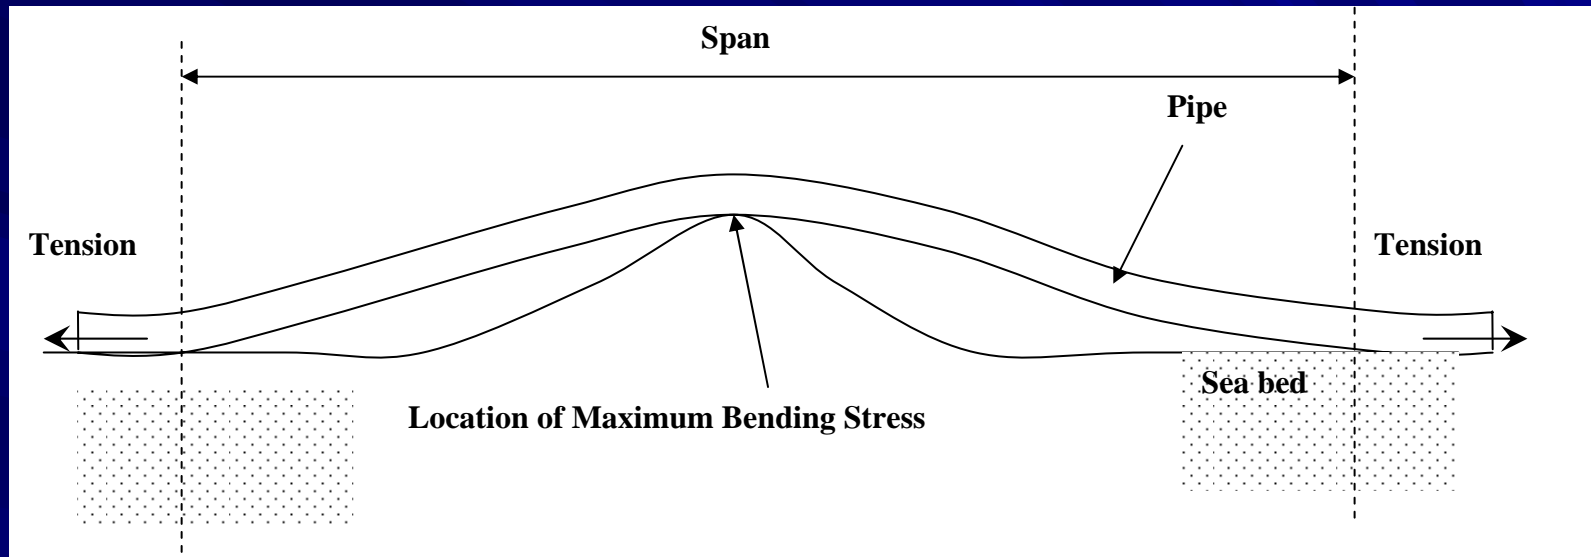 Span
Pipe
Tension
Tension
Sea bed
Location of Maximum Bending Stress